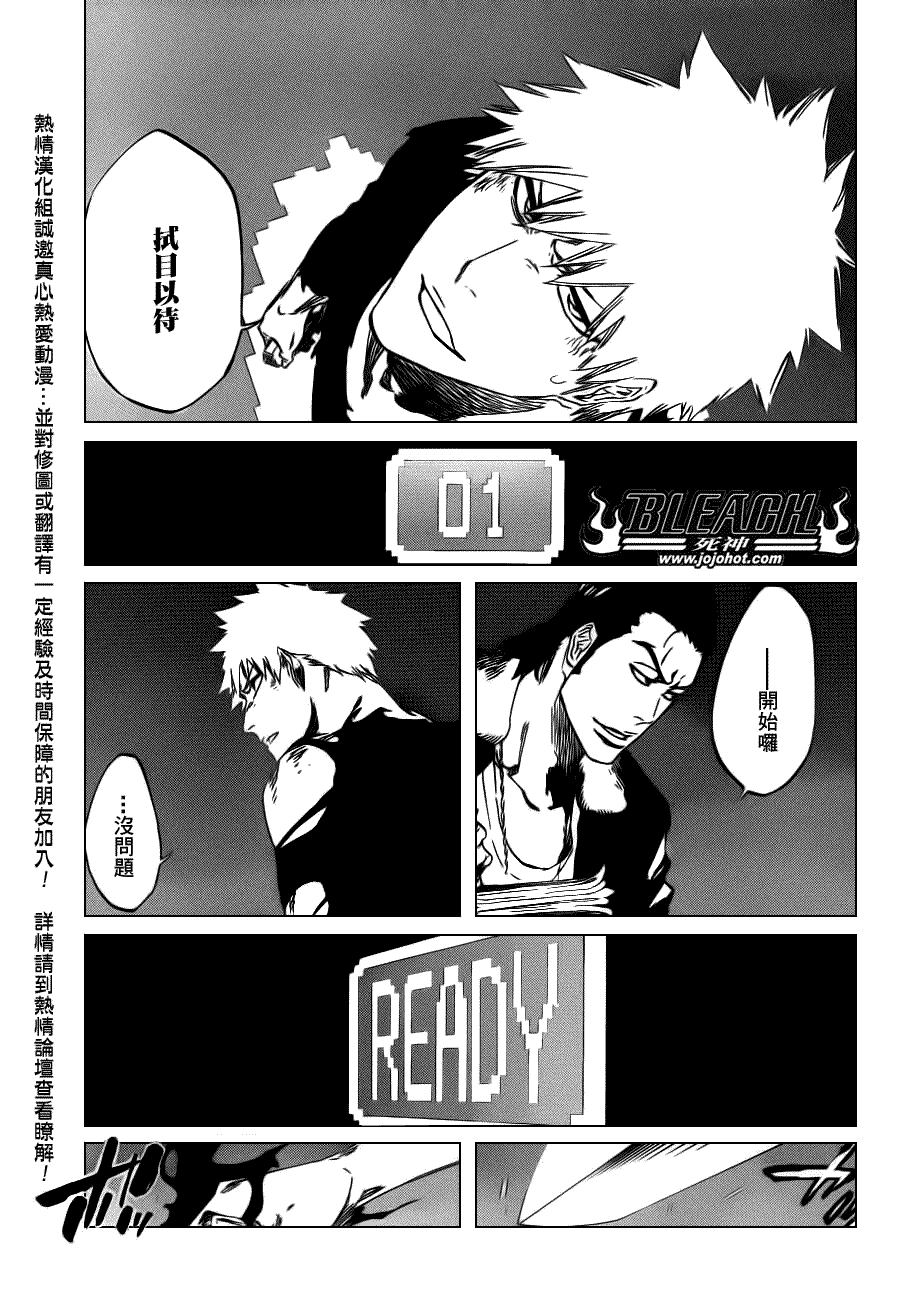 拭目以待
01
BLEACH
死神
www.jojohot.com
——開始囉
…沒問題
READY
熱情漢化組誠邀真心熱愛動漫…並對修圖或翻譯有一定經驗及時間保障的朋友加入！ 詳情請到熱情論壇查看瞭解！